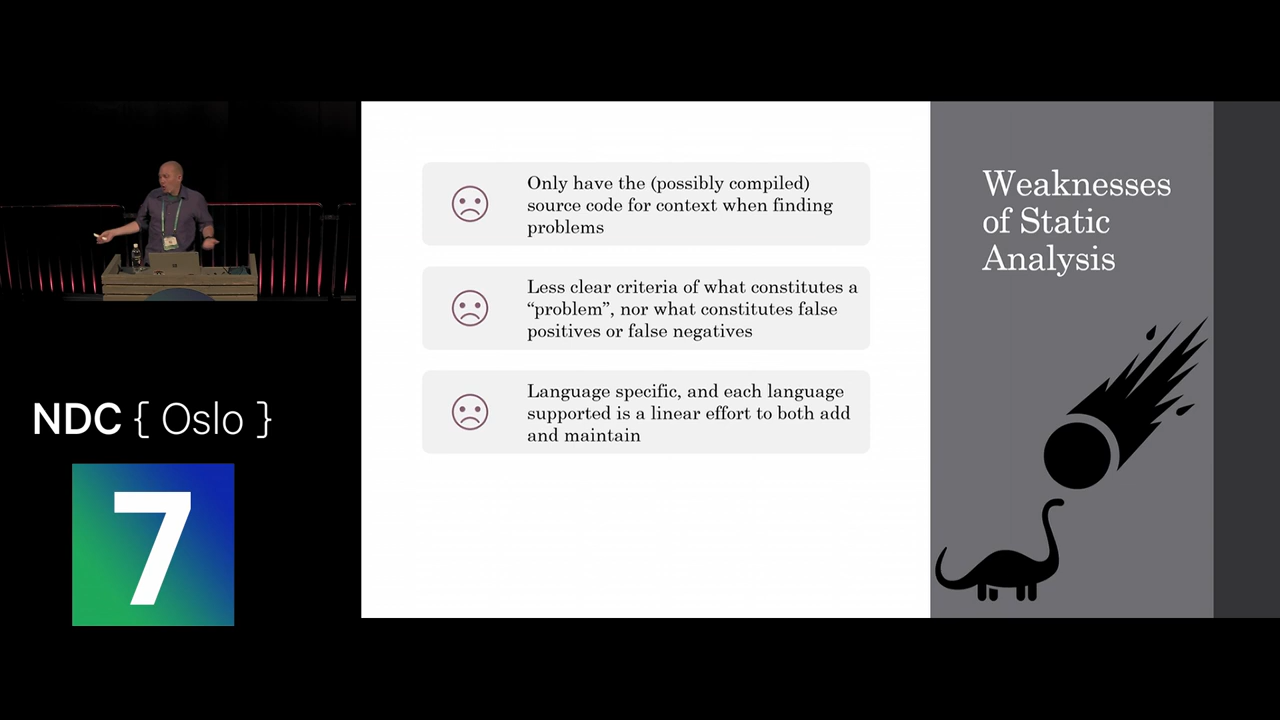 Only have the (possibly compiled)
source code for context when finding
problems
Less clear criteria of what constitutes a
“problem”, nor what constitutes false
positives or false negatives
Language specific, and each language
supported is a linear effort to both add
and maintain
Weaknesses
of Static
Analysis
NDC { Oslo }
7